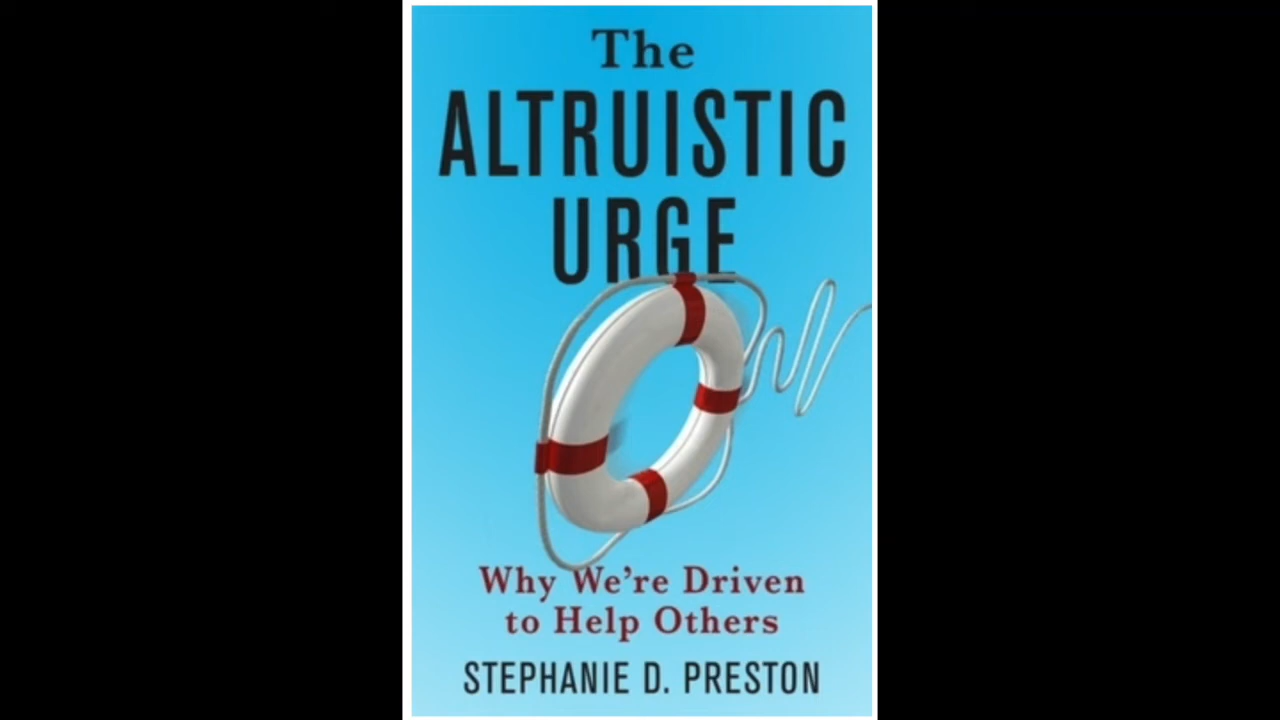 The
ALTRUISTIC
URGE
Why We're Driven
to Help Others
STEPHANIE D. PRESTON